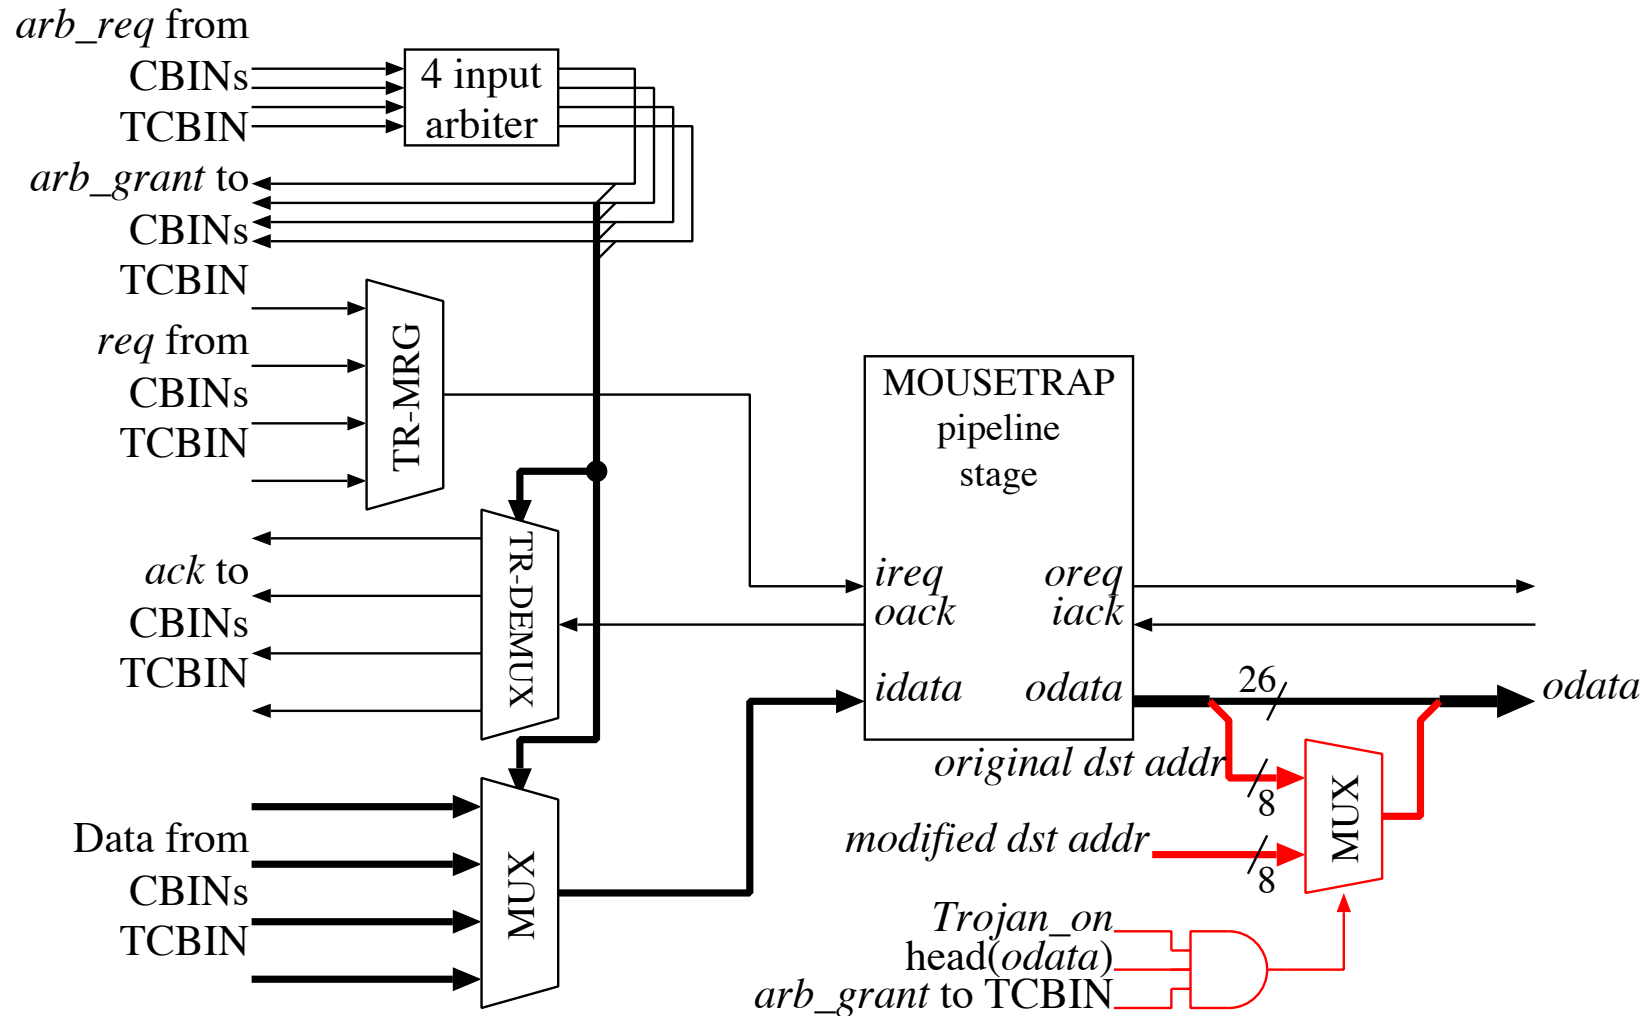 arb_req from
CBINs
TCBIN
4 input
arbiter
arb_grant to
CBINs
TCBIN
req from
CBINs
TCBIN
TR-MRG
ack to
CBINs
TCBIN
TR-DEMUX
Data from
CBINs
TCBIN
MUX
MOUSETRAP
pipeline
stage
ireq
oreq
oack
iack
idata
odata
26
odata
original dst addr
8
modified dst addr
8
MUX
Trojan_on
head(odata)
arb_grant to TCBIN